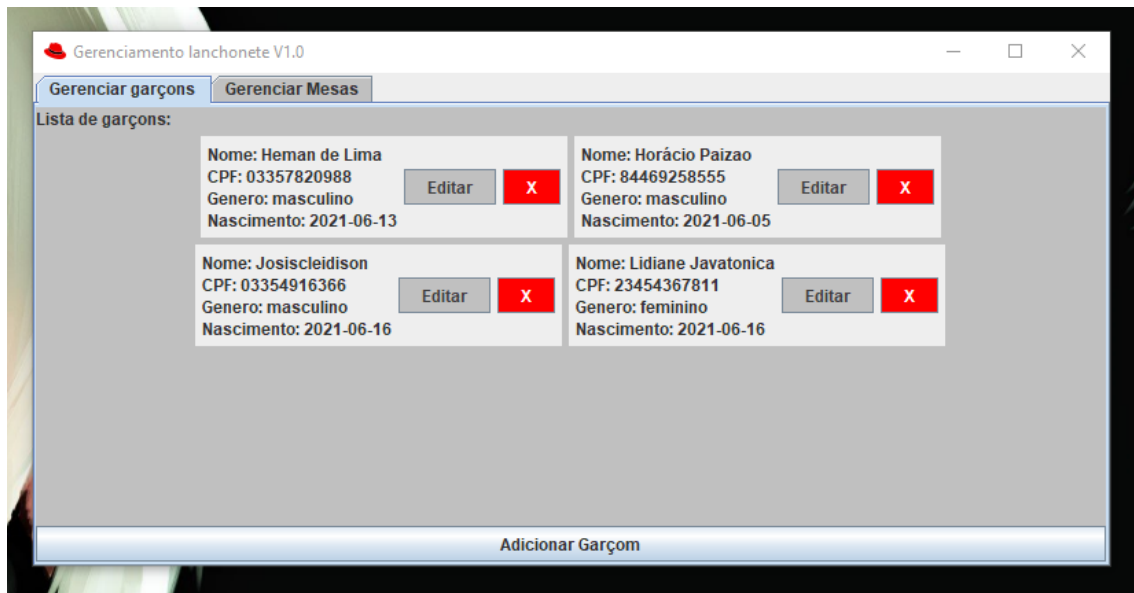 Gerenciamento lanchonete V1.0
Gerenciar garçons
Gerenciar Mesas
Lista de garçons:
Nome: Heman de Lima
CPF: 03357820988
Genero: masculino
Nascimento: 2021-06-13
Editar
X
Nome: Horácio Paizao
CPF: 84469258555
Genero: masculino
Nascimento: 2021-06-05
Editar
X
Nome: Josiscleidison
CPF: 03354916366
Genero: masculino
Nascimento: 2021-06-16
Editar
X
Nome: Lidiane Javatonica
CPF: 23454367811
Genero: feminino
Nascimento: 2021-06-16
Editar
X
Adicionar Garçom